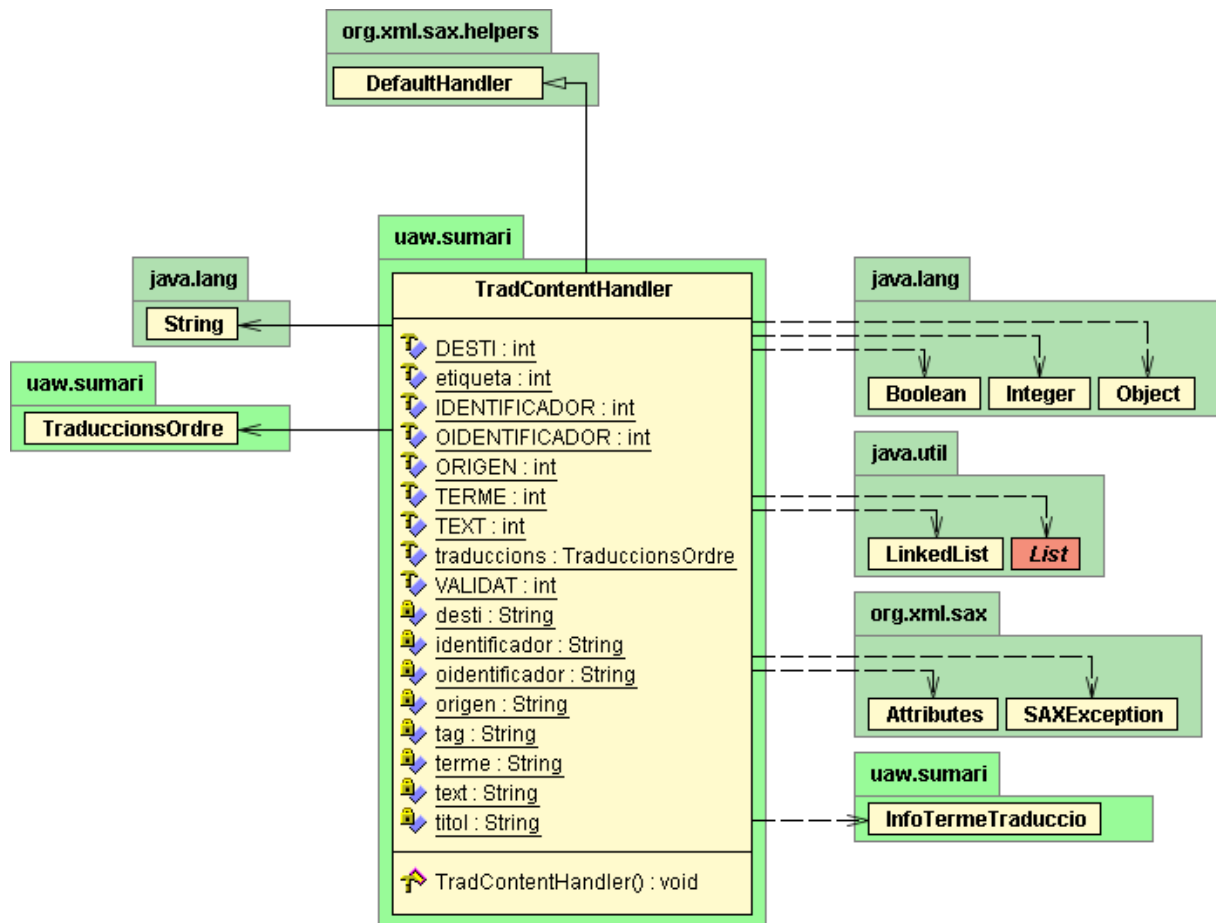 org.xml.sax.helpers
DefaultHandler
uaw.sumari
TradContentHandler
DESTI : int
etiqueta : int
IDENTIFICADOR : int
OIDENTIFICADOR : int
ORIGEN : int
TERME : int
TEXT : int
traduccions : TraduccionsOrdre
VALIDAT : int
desti : String
identificador : String
oidentificador : String
origen : String
tag : String
terme : String
text : String
titol : String
TradContentHandler() : void
java.lang
String
uaw.sumari
TraduccionsOrdre
java.lang
Boolean Integer Object
java.util
LinkedList List
org.xml.sax
Attributes SAXException
uaw.sumari
InfoTermeTraduccio